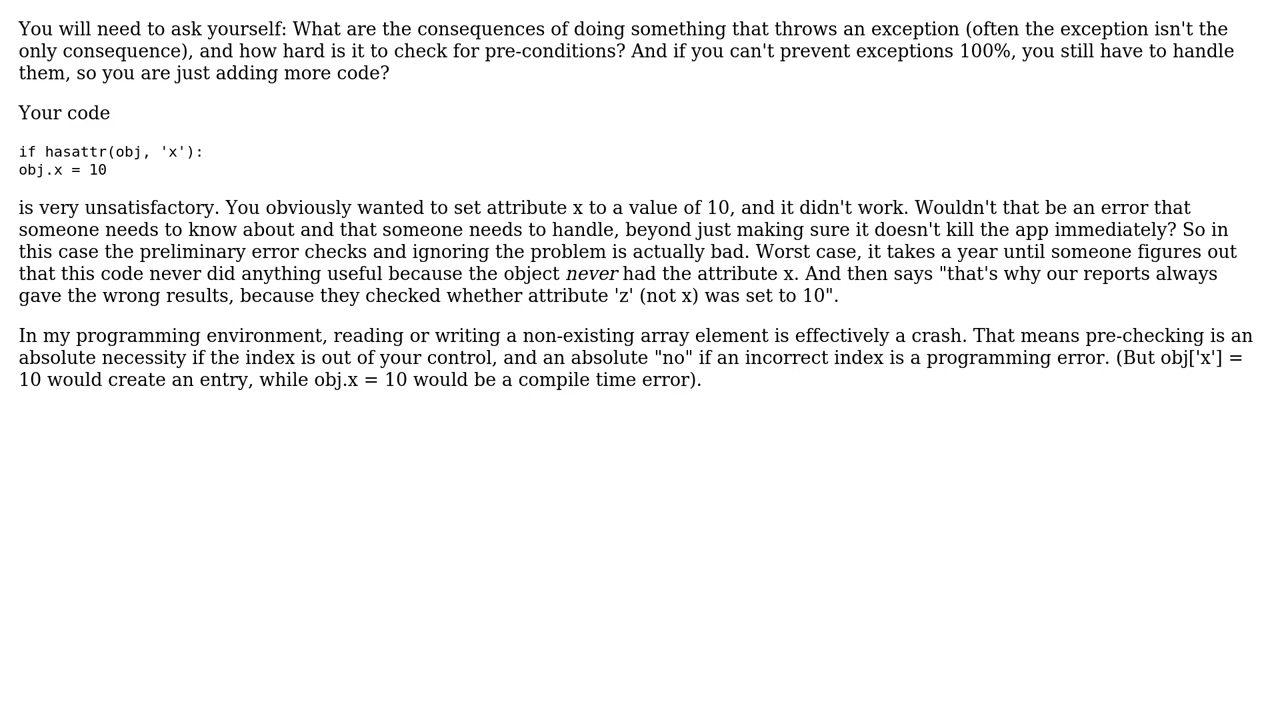 You will need to ask yourself: What are the consequences of doing something that throws an exception (often the exception isn't the
only consequence), and how hard is it to check for pre-conditions? And if you can't prevent exceptions 100%, you still have to handle
them, so you are just adding more code?
Your code
if hasattr(obj, 'x'):
obj.x = 10
is very unsatisfactory. You obviously wanted to set attribute x to a value of 10, and it didn't work. Wouldn't that be an error that
someone needs to know about and that someone needs to handle, beyond just making sure it doesn't kill the app immediately? So in
this case the preliminary error checks and ignoring the problem is actually bad. Worst case, it takes a year until someone figures out
that this code never did anything useful because the object never had the attribute x. And then says "that's why our reports always
gave the wrong results, because they checked whether attribute 'z' (not x) was set to 10".
In my programming environment, reading or writing a non-existing array element is effectively a crash. That means pre-checking is an
absolute necessity if the index is out of your control, and an absolute "no" if an incorrect index is a programming error. (But obj['x'] =
10 would create an entry, while obj.x = 10 would be a compile time error).